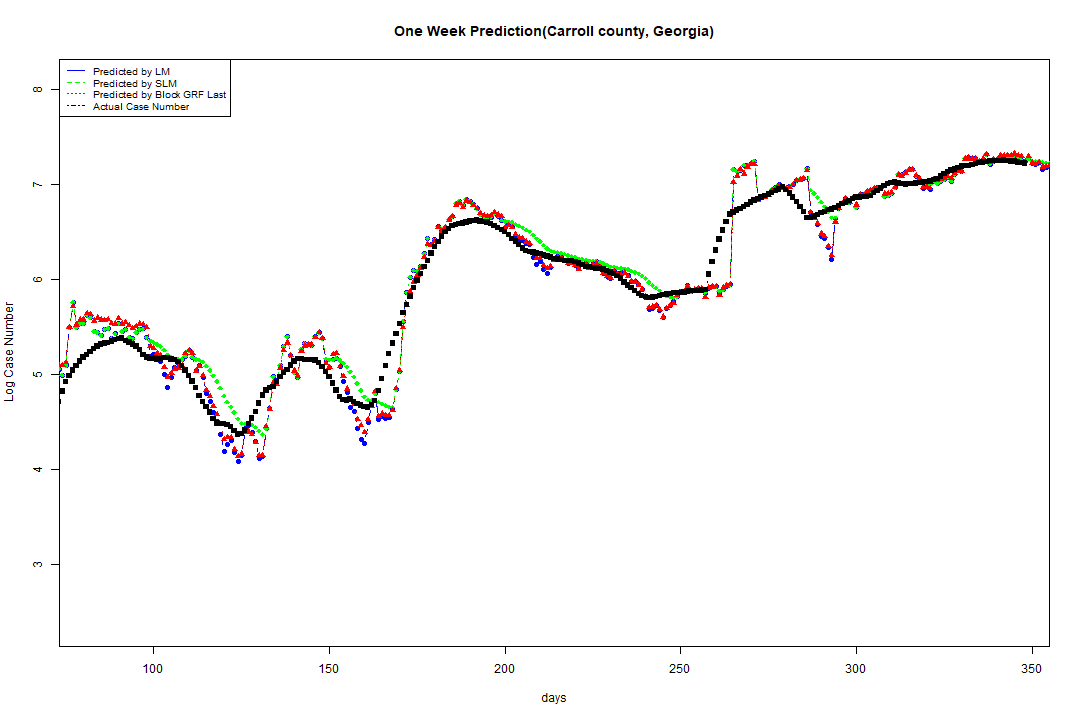 One Week Prediction(Carroll county, Georgia)
Predicted by LM
Predicted by SLM
Predicted by Block GRF Last
Actual Case Number
8
7
6
5
4
3
Log Case Number
100 150 200 250 300 350
days